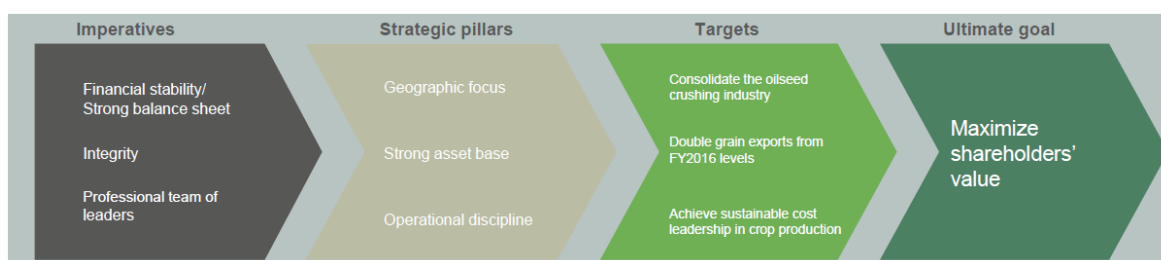 Imperatives
Strategic pillars
Targets
Ultimate goal
Financial stability/
Strong balance sheet
Integrity
Professional team of
leaders
Geographic focus
Strong asset base
Operational discipline
Consolidate the oilseed
crushing industry
Double grain exports from
FY2016 levels
Achieve sustainable cost
leadership in crop production
Maximize
shareholders'
value